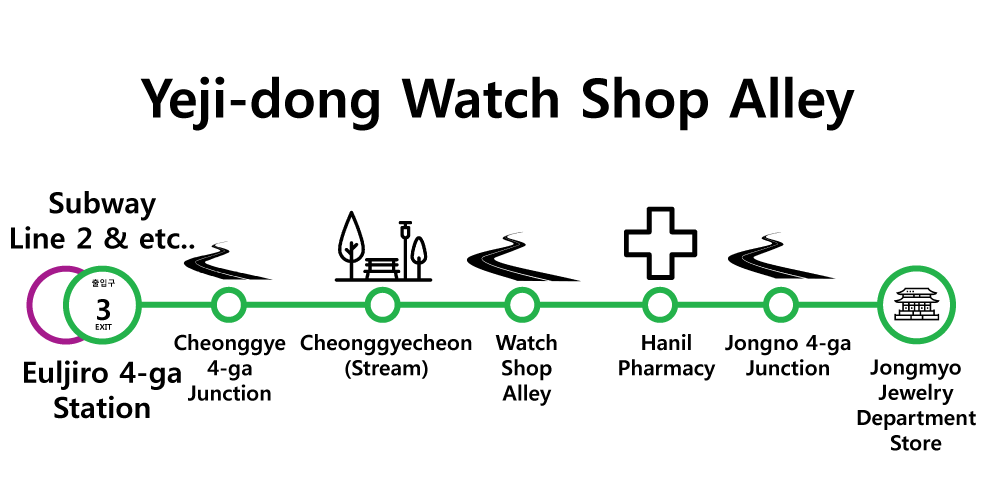 Yeji-dong Watch Shop Alley
Subway
Line 2 & etc..
출입구
3
EXIT
Euljiro 4-ga
Station
Cheonggye
4-ga
Junction
Cheonggyecheon
(Stream)
Watch
Shop
Alley
Hanil
Pharmacy
Jongno 4-ga
Junction
Jongmyo
Jewelry
Department
Store